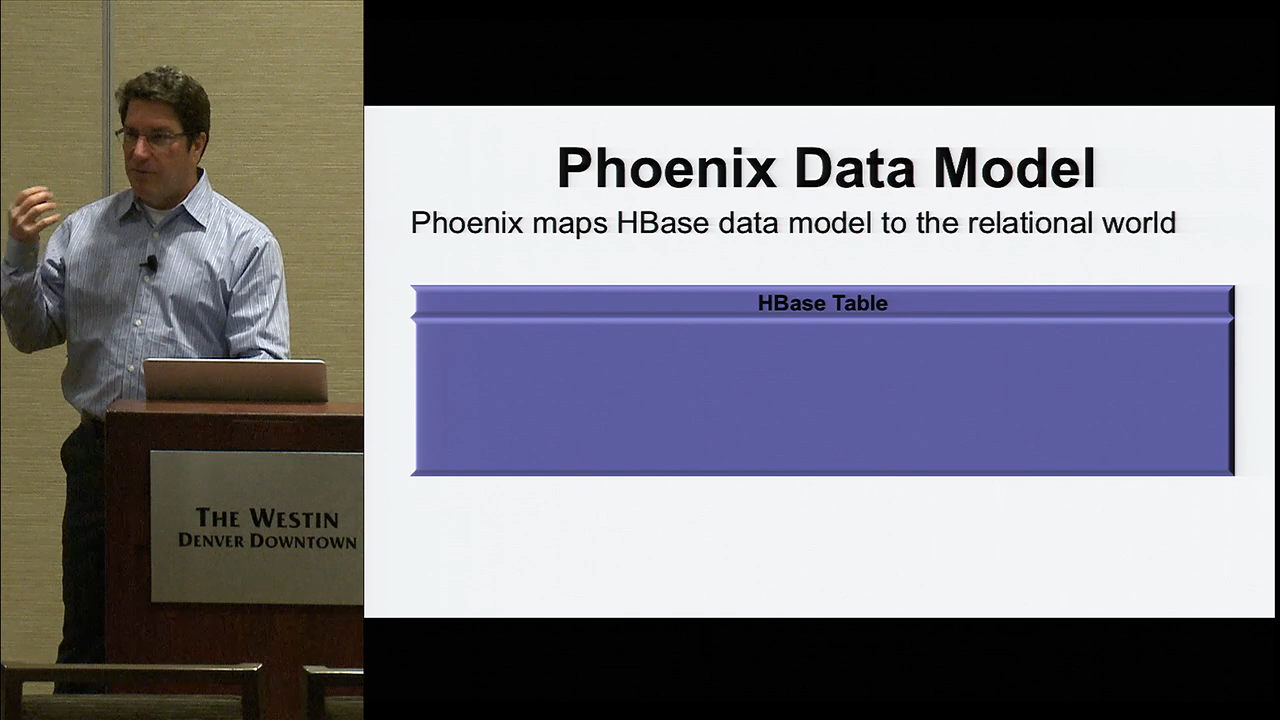 Phoenix Data Model
Phoenix maps HBase data model to the relational world
HBase Table
THE WESTIN
DENVER DOWNTOWN